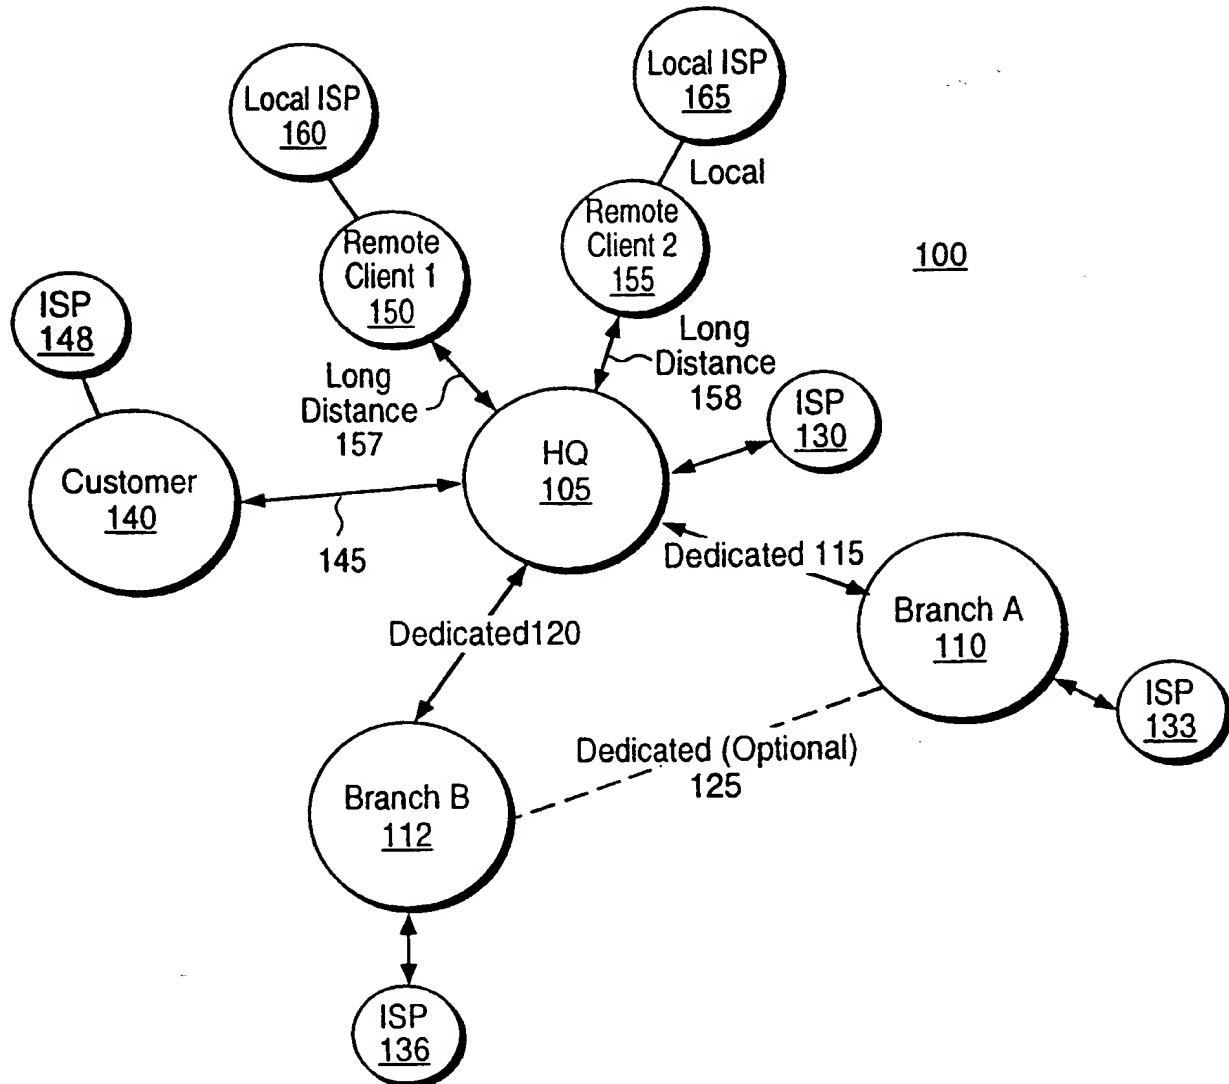 Local ISP
160
Local ISP
165
Local
Remote
Client 1
150
Remote
Client 2
155
100
ISP
148
Long
Distance
157
Long
Distance
158
ISP
130
Customer
140
HQ
105
145
Dedicated 115
Dedicated120
Branch A
110
ISP
133
Dedicated (Optional)
125
Branch B
112
ISP
136